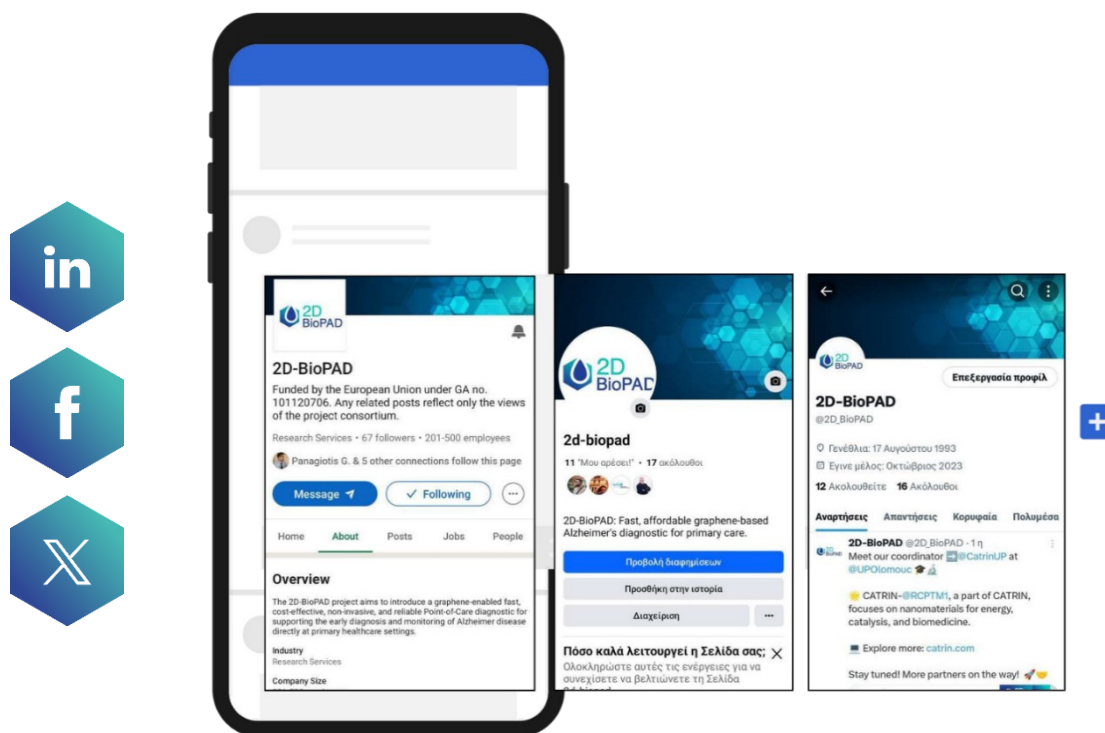 in
f
X
2D
BioPAD
2D-BioPAD
Funded by the European Union under GA no.
101120706. Any related posts reflect only the views
of the project consortium.
Research Services • 67 followers • 201-500 employees
Panagiotis G. & 5 other connections follow this page
Message
Following
Home About Posts Jobs People
Overview
The 2D-BioPAD project aims to introduce a graphene-enabled fast,
cost-effective, non-invasive, and reliable Point-of-Care diagnostic for
supporting the early diagnosis and monitoring of Alzheimer disease
directly at primary healthcare settings.
Industry
Research Services
Company Size
2D
BioPAD
2d-biopad
11 "Μου αρέσει!" • 17 ακόλουθοι
2D-BioPAD: Fast, affordable graphene-based
Alzheimer's diagnostic for primary care.
Προβολή διαφημίσεων
Προσθήκη στην ιστορία
Διαχείριση
Πόσο καλά λειτουργεί η Σελίδα σας;
Ολοκληρώστε αυτές τις ενέργειες για να
συνεχίσετε να βελτιώνετε τη Σελίδα
2D
BioPAD
Επεξεργασία προφίλ
2D-BioPAD
@2D_BioPAD
Γενέθλια: 17 Αυγούστου 1993
Έγινε μέλος: Οκτώβριος 2023
12 Ακολουθείτε 16 Ακόλουθοι
Αναρτήσεις Απαντήσεις Κορυφαία Πολυμέσα
2D-BioPAD @2D_BioPAD · 1 η
Meet our coordinator ➡️@CatrinUP at
@UPOlomouc 🎓🔬
🌟 CATRIN-@RCPTM1, a part of CATRIN,
focuses on nanomaterials for energy,
catalysis, and biomedicine.
💻 Explore more: catrin.com
Stay tuned! More partners on the way! 🚀🤝